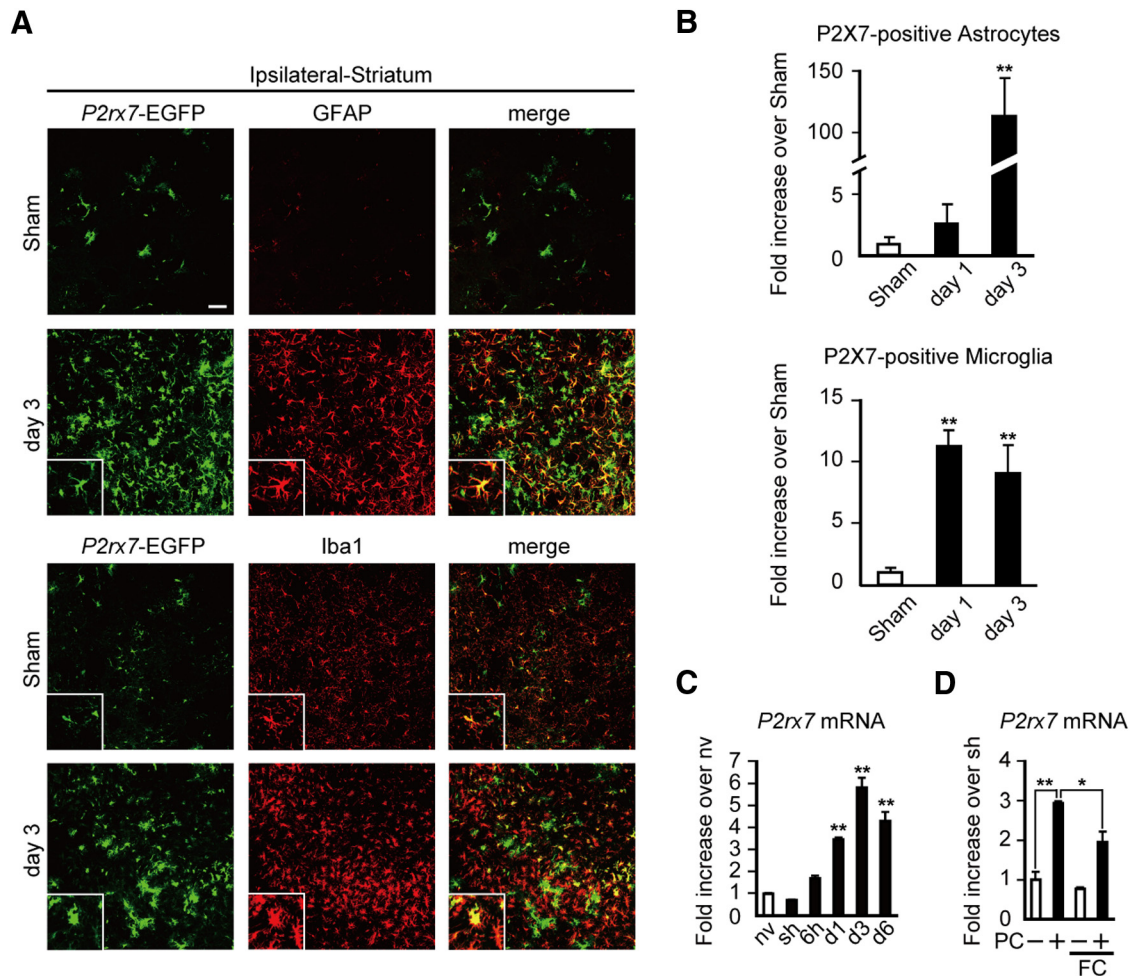 A
Ipsilateral-Striatum
P2rx7-EGFP GFAP merge
Sham
day 3
P2rx7-EGFP Iba1 merge
Sham
day 3
B
P2X7-positive Astrocytes
Fold increase over Sham
150
100
5
0
**
Sham day 1 day 3
P2X7-positive Microglia
Fold increase over Sham
15
10
5
0
** **
Sham day 1 day 3
C
P2rx7 mRNA
Fold increase over nv
7
6
5
4
3
2
1
0
** ** **
nv sh 6h d1 d3 d6
D
P2rx7 mRNA
Fold increase over sh
4
3
2
1
0
** *
PC − + − +
FC